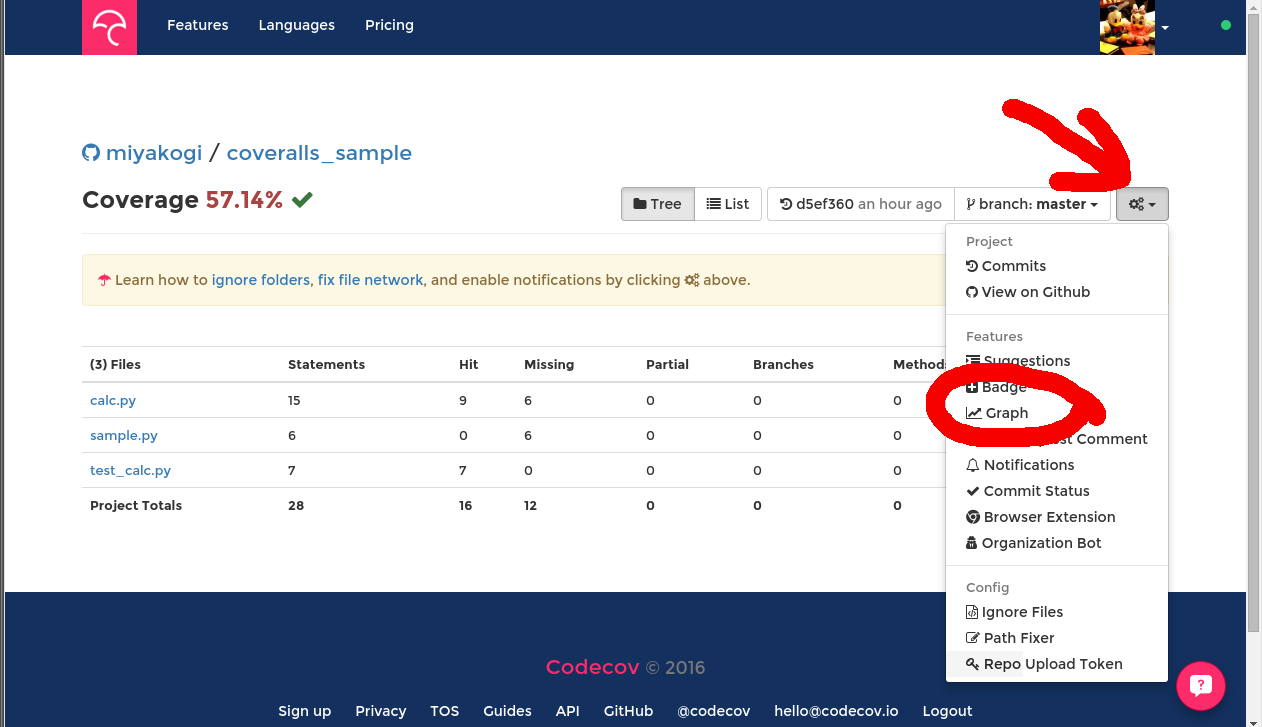 Features Languages Pricing
miyakogi / coveralls_sample
Coverage 57.14%
Tree List d5ef360 an hour ago branch: master
Learn how to ignore folders, fix file network, and enable notifications by clicking above.
(3) Files Statements Hit Missing Partial Branches Methods
calc.py 15 9 6 0 0 0
sample.py 6 0 6 0 0 0
test_calc.py 7 7 0 0 0 0
Project Totals 28 16 12 0 0 0
Project
Commits
View on Github
Features
Suggestions
Badge
Graph
Comment
Notifications
Commit Status
Browser Extension
Organization Bot
Config
Ignore Files
Path Fixer
Repo Upload Token
Codecov © 2016
Sign up Privacy TOS Guides API GitHub @codecov hello@codecov.io Logout